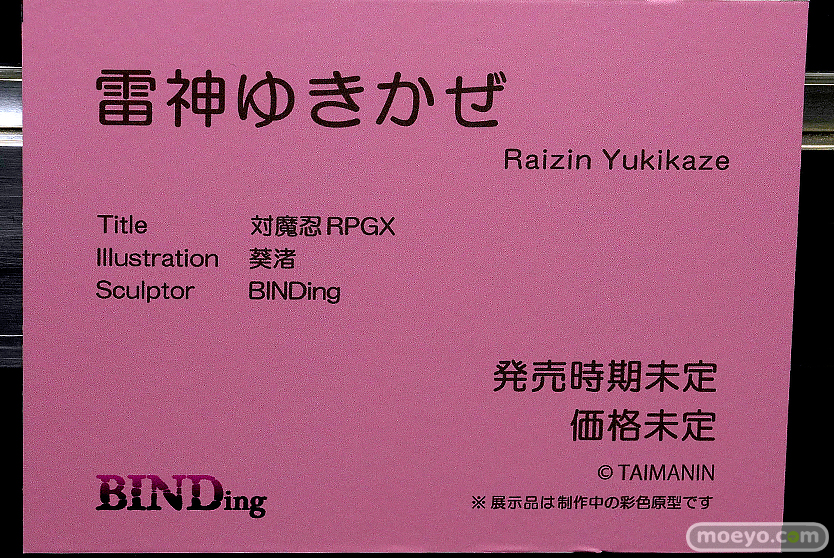 雷神ゆきかぜ
Raizin Yukikaze
Title 対魔忍RPGX
Illustration 葵渚
Sculptor BINDing
発売時期未定
価格未定
© TAIMANIN
BINDing
※展示品は制作中の彩色原型です
moeyo.com